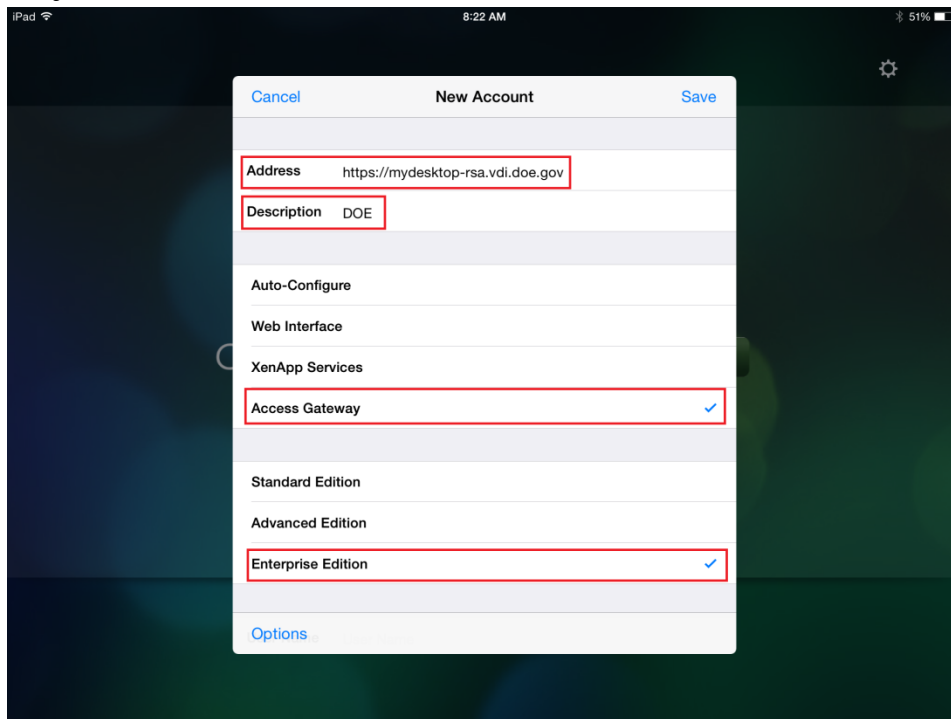 iPad
8:22 AM
51%
Cancel New Account Save
Address https://mydesktop-rsa.vdi.doe.gov
Description DOE
Auto-Configure
Web Interface
XenApp Services
Access Gateway
Standard Edition
Advanced Edition
Enterprise Edition
Options